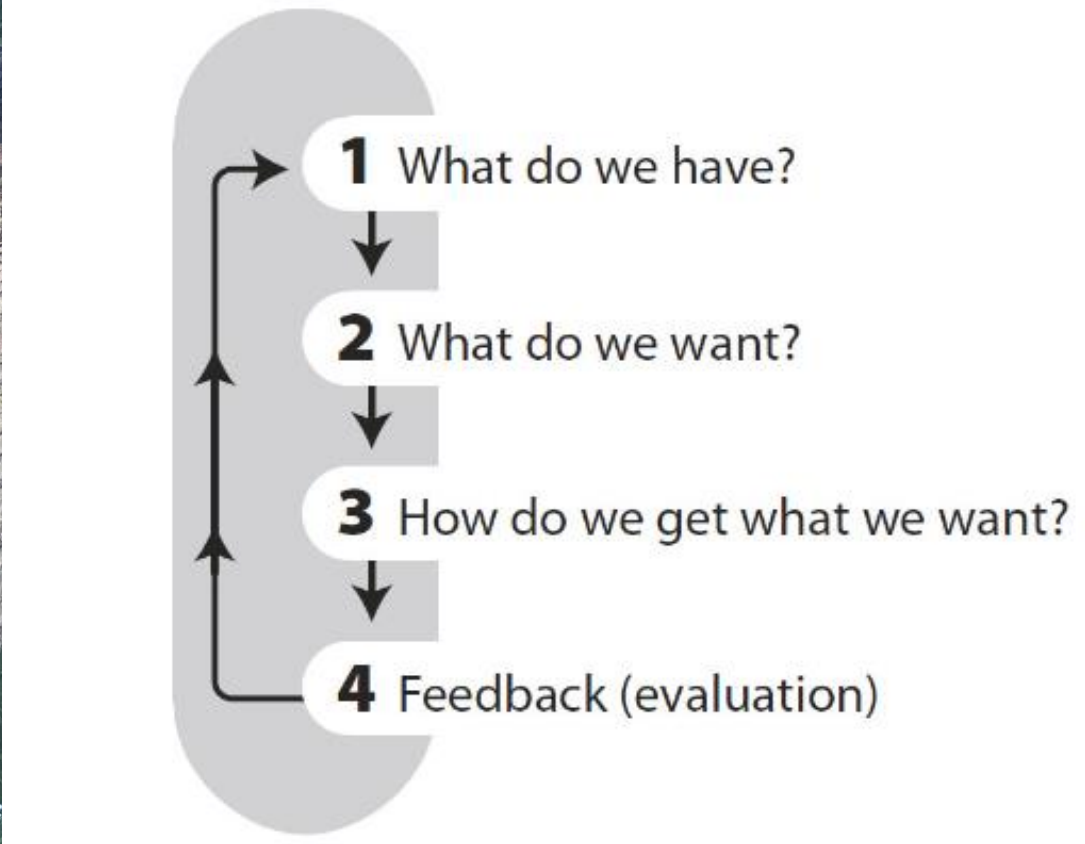 1 What do we have?
2 What do we want?
3 How do we get what we want?
4 Feedback (evaluation)